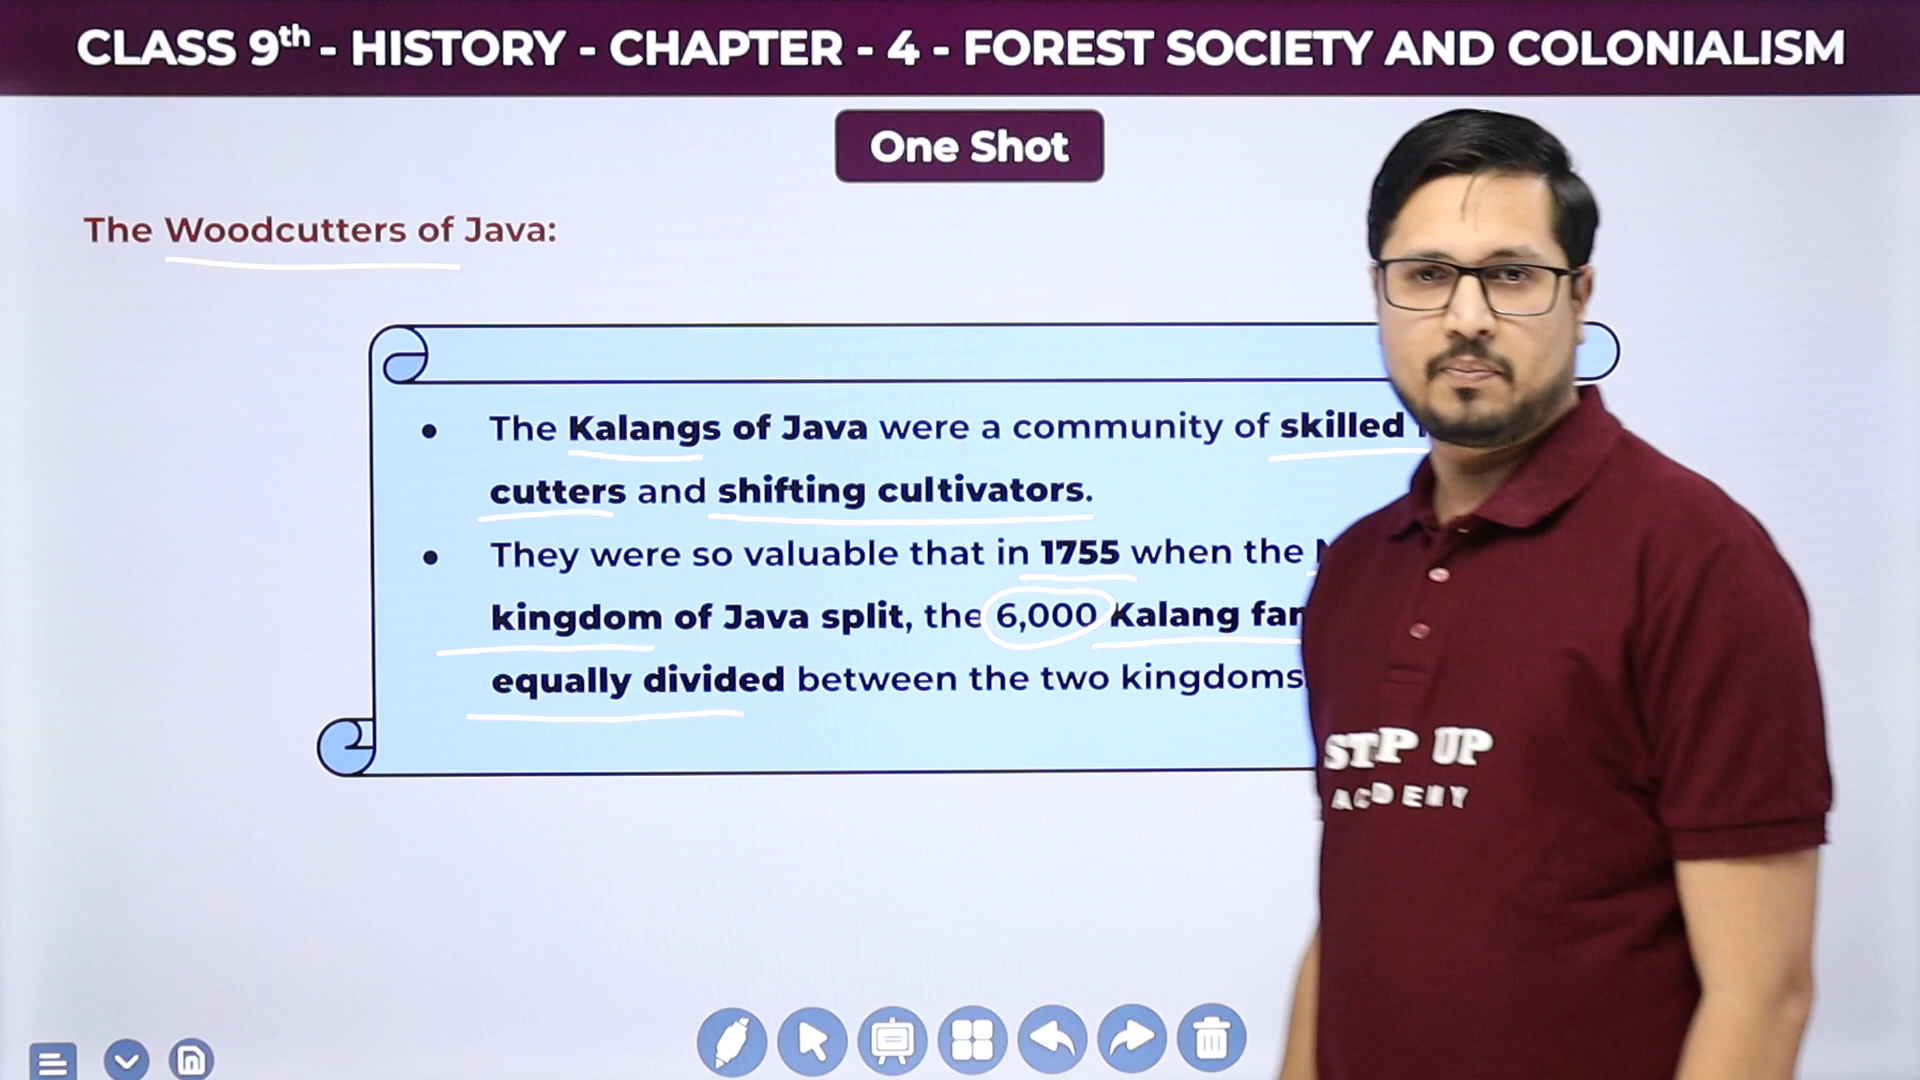 CLASS 9th - HISTORY - CHAPTER - 4 - FOREST SOCIETY AND COLONIALISM
One Shot
The Woodcutters of Java:
• The Kalangs of Java were a community of skilled
cutters and shifting cultivators.
• They were so valuable that in 1755 when the
kingdom of Java split, the 6,000 Kalang
equally divided between the two kingdoms
STEP UP
ACADEMY